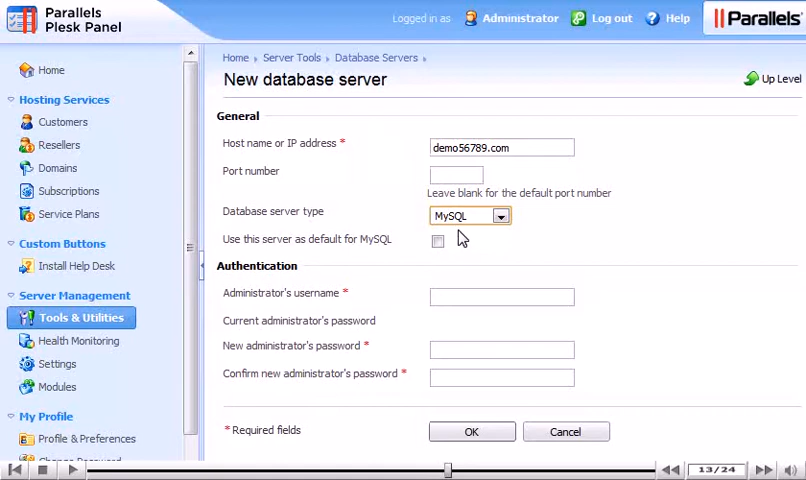 Parallels
Plesk Panel
Logged in as Administrator Log out Help
Parallels
Home
Hosting Services
Customers
Resellers
Domains
Subscriptions
Service Plans
Custom Buttons
Install Help Desk
Server Management
Tools & Utilities
Health Monitoring
Settings
Modules
My Profile
Profile & Preferences
Home > Server Tools > Database Servers >
New database server
Up Level
General
Host name or IP address * demo56789.com
Port number
Leave blank for the default port number
Database server type MySQL
Use this server as default for MySQL
Authentication
Administrator's username *
Current administrator's password
New administrator's password *
Confirm new administrator's password *
* Required fields OK Cancel
13/24